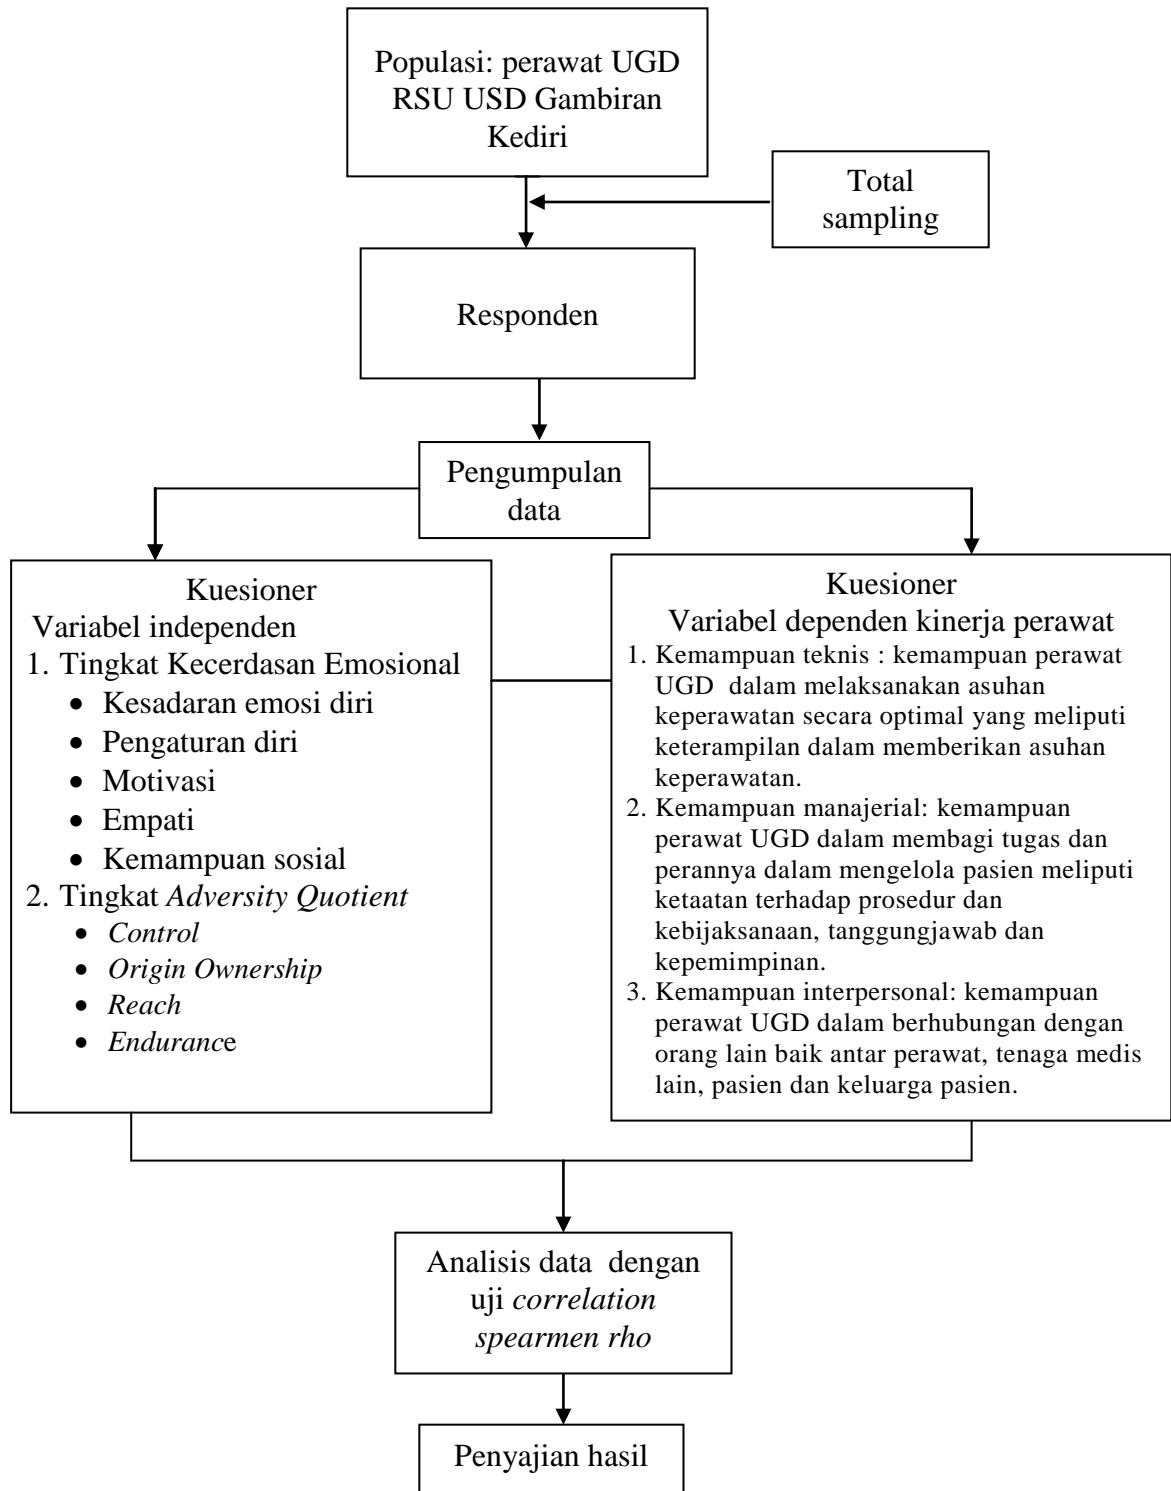 Populasi: perawat UGD
RSU USD Gambiran
Kediri
Total
sampling
Responden
Pengumpulan
data
Kuesioner
Variabel independen
1. Tingkat Kecerdasan Emosional
• Kesadaran emosi diri
• Pengaturan diri
• Motivasi
• Empati
• Kemampuan sosial
2. Tingkat Adversity Quotient
• Control
• Origin Ownership
• Reach
• Endurance
Kuesioner
Variabel dependen kinerja perawat
1. Kemampuan teknis : kemampuan perawat
UGD dalam melaksanakan asuhan
keperawatan secara optimal yang meliputi
keterampilan dalam memberikan asuhan
keperawatan.
2. Kemampuan manajerial: kemampuan
perawat UGD dalam membagi tugas dan
perannya dalam mengelola pasien meliputi
ketaatan terhadap prosedur dan
kebijaksanaan, tanggungjawab dan
kepemimpinan.
3. Kemampuan interpersonal: kemampuan
perawat UGD dalam berhubungan dengan
orang lain baik antar perawat, tenaga medis
lain, pasien dan keluarga pasien.
Analisis data dengan
uji correlation
spearmen rho
Penyajian hasil